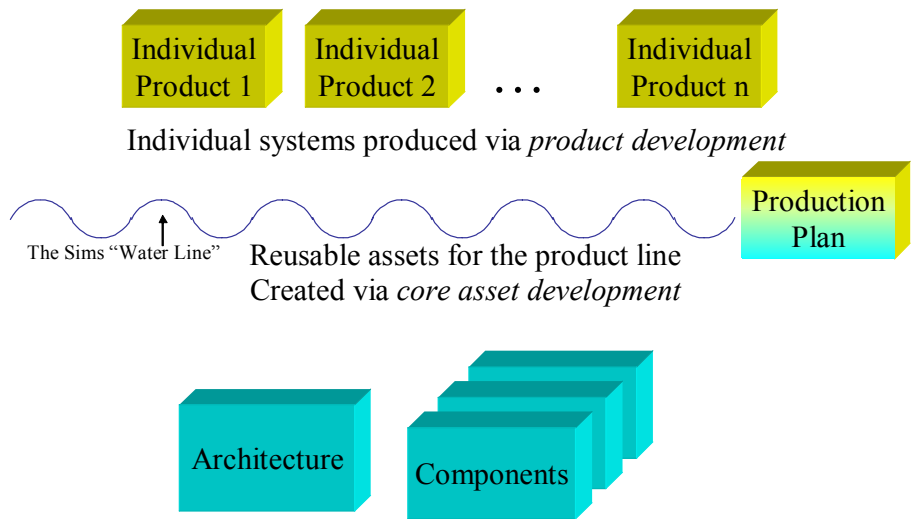 Individual
Product 1
Individual
Product 2
. . .
Individual
Product n
Individual systems produced via product development
Production
Plan
The Sims “Water Line”
Reusable assets for the product line
Created via core asset development
Architecture
Components